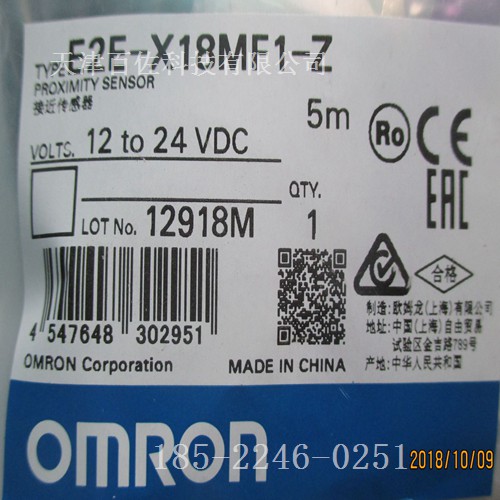 TYPE E2E-X18ME1-Z
天津百佐科技有限公司
PROXIMITY SENSOR
接近传感器
5m
VOLTS. 12 to 24 VDC
QTY.
LOT No. 12918M 1
Ro CE
EAC
合格
制造: 欧姆龙(上海)有限公司
地址: 中国(上海)自由贸易
试验区金吉路789号
产地: 中华人民共和国
4 547648 302951
OMRON Corporation MADE IN CHINA
OMRON
185-2246-0251
2018/10/09